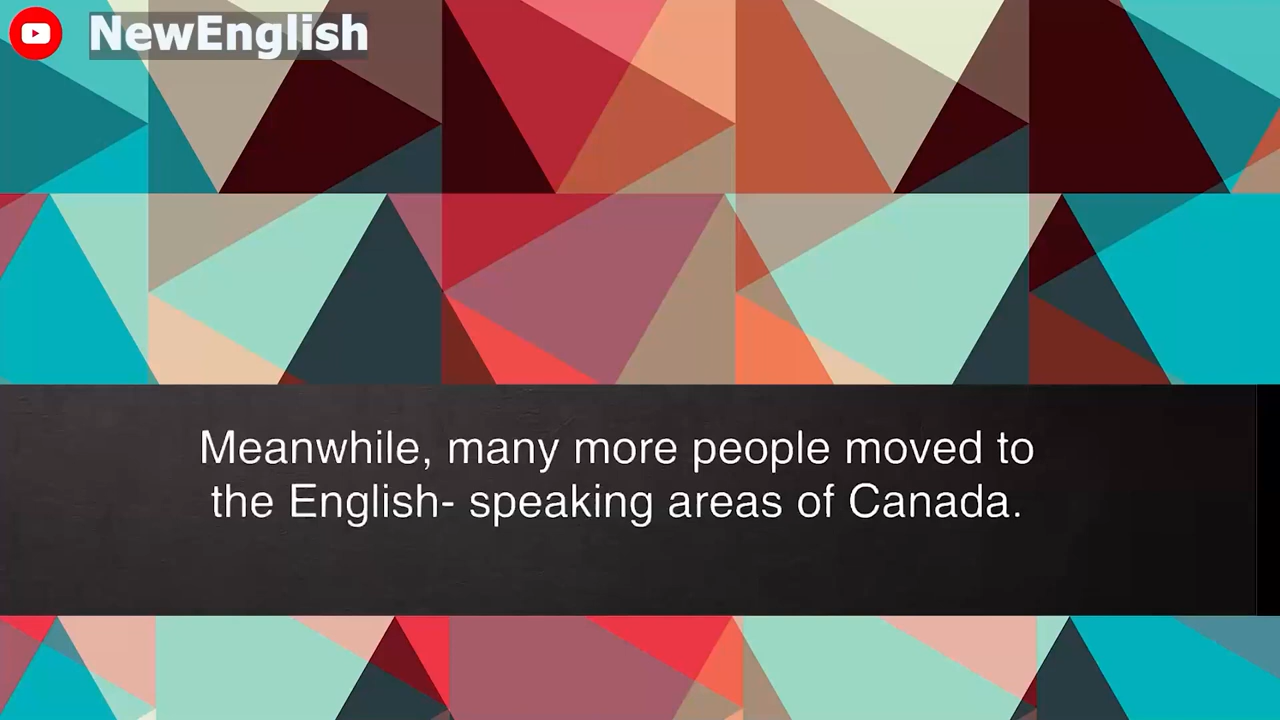 NewEnglish
Meanwhile, many more people moved to
the English- speaking areas of Canada.